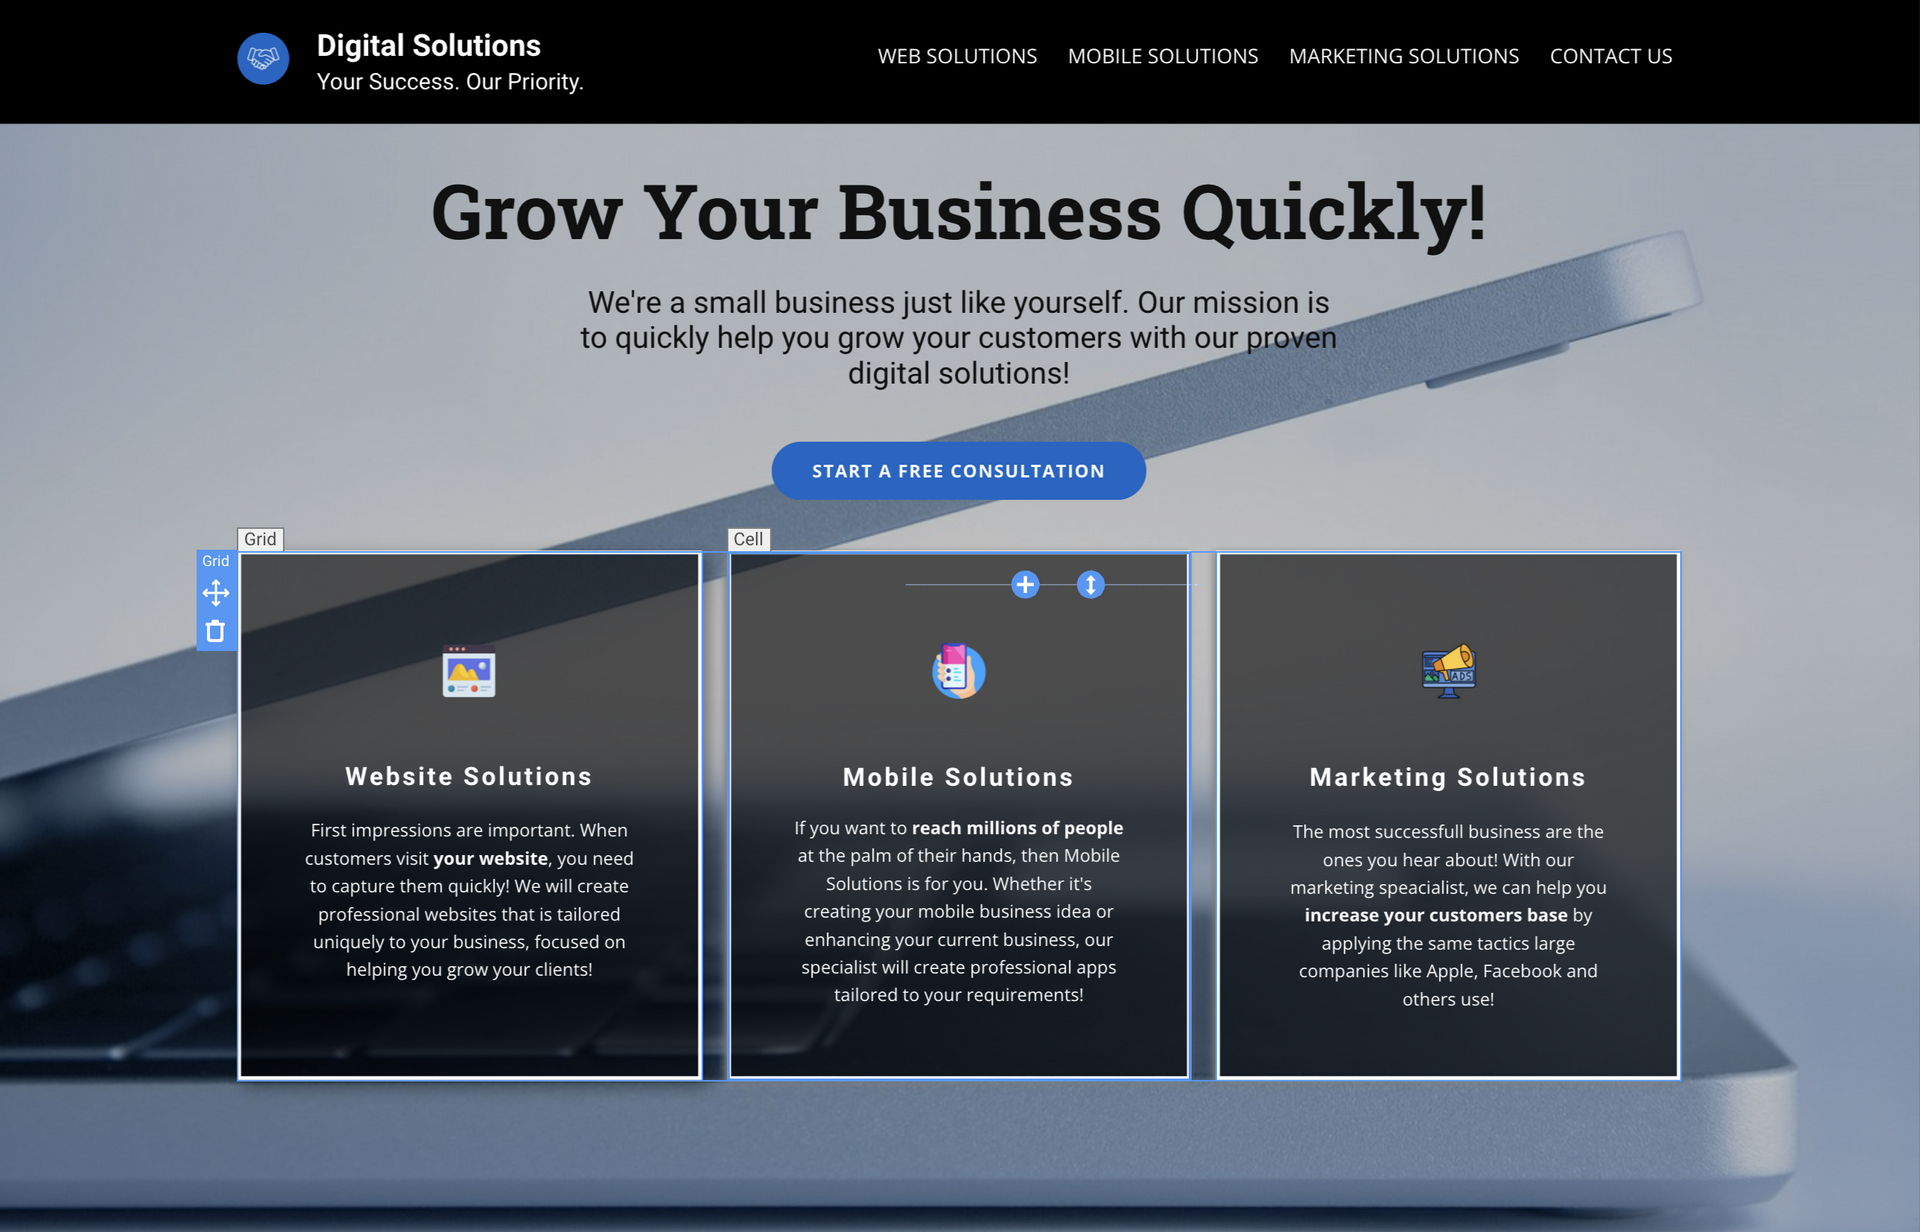 Digital Solutions
Your Success. Our Priority.
WEB SOLUTIONS MOBILE SOLUTIONS MARKETING SOLUTIONS CONTACT US
Grow Your Business Quickly!
We're a small business just like yourself. Our mission is
to quickly help you grow your customers with our proven
digital solutions!
START A FREE CONSULTATION
Grid
Cell
Grid
ADS
Website Solutions
First impressions are important. When
customers visit your website, you need
to capture them quickly! We will create
professional websites that is tailored
uniquely to your business, focused on
helping you grow your clients!
Mobile Solutions
If you want to reach millions of people
at the palm of their hands, then Mobile
Solutions is for you. Whether it's
creating your mobile business idea or
enhancing your current business, our
specialist will create professional apps
tailored to your requirements!
Marketing Solutions
The most successfull business are the
ones you hear about! With our
marketing speacialist, we can help you
increase your customers base by
applying the same tactics large
companies like Apple, Facebook and
others use!